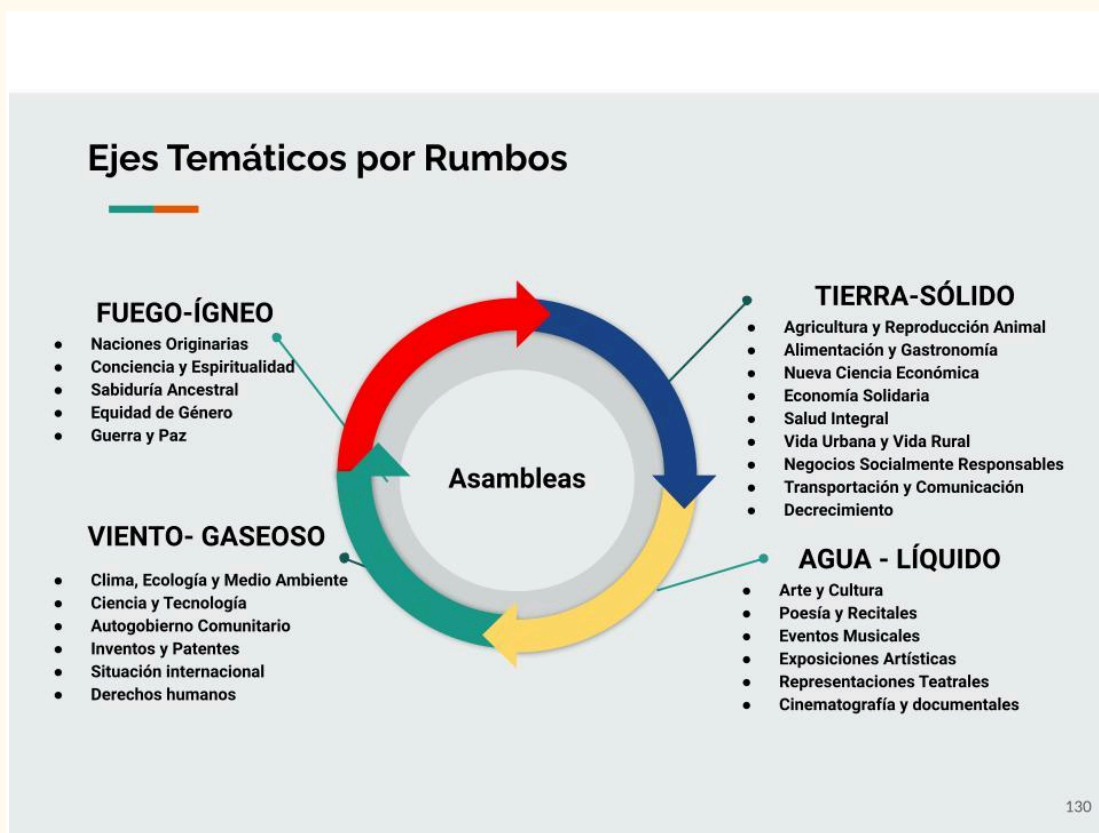 Ejes Temáticos por Rumbos
FUEGO-ÍGNEO
● Naciones Originarias
● Conciencia y Espiritualidad
● Sabiduría Ancestral
● Equidad de Género
● Guerra y Paz
VIENTO- GASEOSO
● Clima, Ecología y Medio Ambiente
● Ciencia y Tecnología
● Autogobierno Comunitario
● Inventos y Patentes
● Situación internacional
● Derechos humanos
Asambleas
TIERRA-SÓLIDO
● Agricultura y Reproducción Animal
● Alimentación y Gastronomía
● Nueva Ciencia Económica
● Economía Solidaria
● Salud Integral
● Vida Urbana y Vida Rural
● Negocios Socialmente Responsables
● Transportación y Comunicación
● Decrecimiento
AGUA - LÍQUIDO
● Arte y Cultura
● Poesía y Recitales
● Eventos Musicales
● Exposiciones Artísticas
● Representaciones Teatrales
● Cinematografía y documentales
130